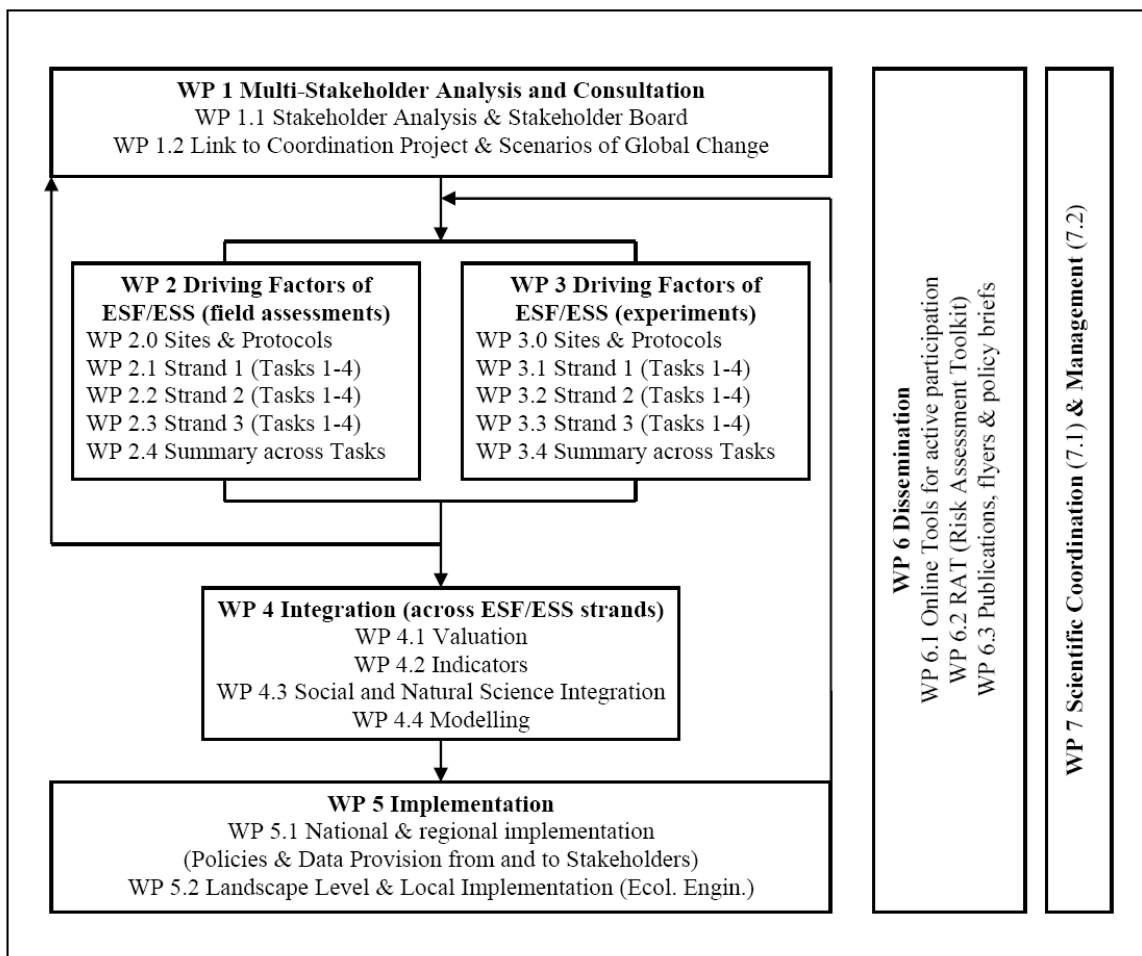 WP 1 Multi-Stakeholder Analysis and Consultation
WP 1.1 Stakeholder Analysis & Stakeholder Board
WP 1.2 Link to Coordination Project & Scenarios of Global Change
WP 2 Driving Factors of
ESF/ESS (field assessments)
WP 2.0 Sites & Protocols
WP 2.1 Strand 1 (Tasks 1-4)
WP 2.2 Strand 2 (Tasks 1-4)
WP 2.3 Strand 3 (Tasks 1-4)
WP 2.4 Summary across Tasks
WP 3 Driving Factors of
ESF/ESS (experiments)
WP 3.0 Sites & Protocols
WP 3.1 Strand 1 (Tasks 1-4)
WP 3.2 Strand 2 (Tasks 1-4)
WP 3.3 Strand 3 (Tasks 1-4)
WP 3.4 Summary across Tasks
WP 4 Integration (across ESF/ESS strands)
WP 4.1 Valuation
WP 4.2 Indicators
WP 4.3 Social and Natural Science Integration
WP 4.4 Modelling
WP 5 Implementation
WP 5.1 National & regional implementation
(Policies & Data Provision from and to Stakeholders)
WP 5.2 Landscape Level & Local Implementation (Ecol. Engin.)
WP 6 Dissemination
WP 6.1 Online Tools for active participation
WP 6.2 RAT (Risk Assessment Toolkit)
WP 6.3 Publications, flyers & policy briefs
WP 7 Scientific Coordination (7.1) & Management (7.2)